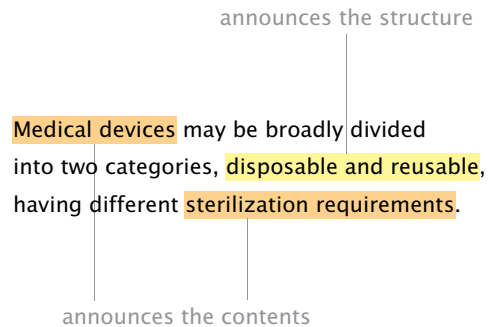 announces the structure
Medical devices may be broadly divided
into two categories, disposable and reusable,
having different sterilization requirements.
announces the contents